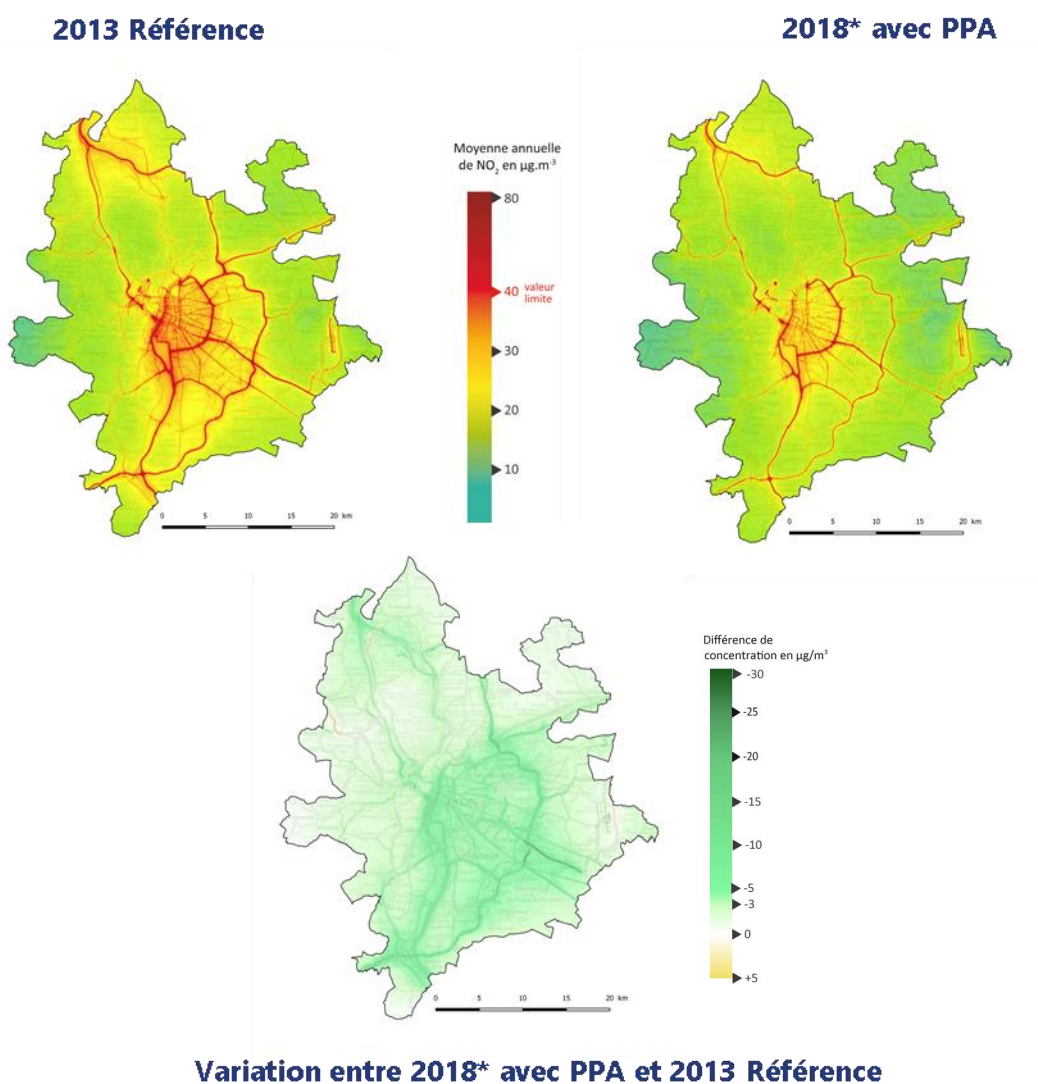 2013 Référence
2018* avec PPA
Moyenne annuelle
de NO₂ en µg.m⁻³
80
40 valeur
limite
30
20
10
0 5 10 15 20 km
0 5 10 15 20 km
Différence de
concentration en µg/m³
-30
-25
-20
-15
-10
-5
-3
0
+5
0 5 10 15 20 km
Variation entre 2018* avec PPA et 2013 Référence